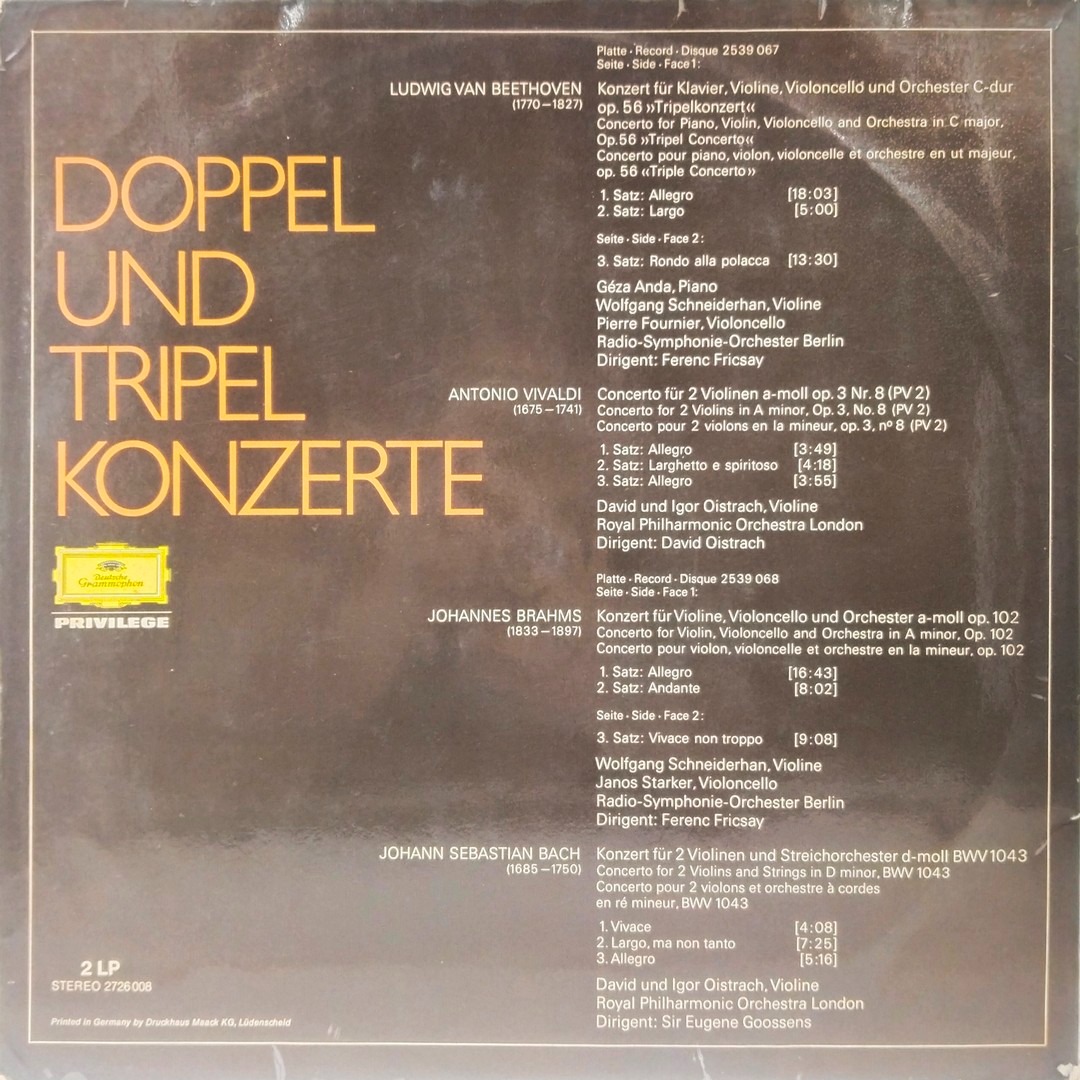 Platte · Record · Disque 2539 067
Seite · Side · Face 1:
LUDWIG VAN BEETHOVEN
(1770–1827)
Konzert für Klavier, Violine, Violoncello und Orchester C-dur
op. 56 »Tripelkonzert«
Concerto for Piano, Violin, Violoncello and Orchestra in C major,
Op. 56 »Tripel Concerto«
Concerto pour piano, violon, violoncelle et orchestre en ut majeur,
op. 56 «Triple Concerto»
1. Satz: Allegro [18:03]
2. Satz: Largo [5:00]
Seite · Side · Face 2:
3. Satz: Rondo alla polacca [13:30]
Géza Anda, Piano
Wolfgang Schneiderhan, Violine
Pierre Fournier, Violoncello
Radio-Symphonie-Orchester Berlin
Dirigent: Ferenc Fricsay
DOPPEL
UND
TRIPEL
KONZERTE
ANTONIO VIVALDI
(1675–1741)
Concerto für 2 Violinen a-moll op. 3 Nr. 8 (PV 2)
Concerto for 2 Violins in A minor, Op. 3, No. 8 (PV 2)
Concerto pour 2 violons en la mineur, op. 3, nº 8 (PV 2)
1. Satz: Allegro [3:49]
2. Satz: Larghetto e spiritoso [4:18]
3. Satz: Allegro [3:55]
David und Igor Oistrach, Violine
Royal Philharmonic Orchestra London
Dirigent: David Oistrach
Deutsche
Grammophon
PRIVILEGE
Platte · Record · Disque 2539 068
Seite · Side · Face 1:
JOHANNES BRAHMS
(1833–1897)
Konzert für Violine, Violoncello und Orchester a-moll op. 102
Concerto for Violin, Violoncello and Orchestra in A minor, Op. 102
Concerto pour violon, violoncelle et orchestre en la mineur, op. 102
1. Satz: Allegro [16:43]
2. Satz: Andante [8:02]
Seite · Side · Face 2:
3. Satz: Vivace non troppo [9:08]
Wolfgang Schneiderhan, Violine
Janos Starker, Violoncello
Radio-Symphonie-Orchester Berlin
Dirigent: Ferenc Fricsay
JOHANN SEBASTIAN BACH
(1685–1750)
Konzert für 2 Violinen und Streichorchester d-moll BWV 1043
Concerto for 2 Violins and Strings in D minor, BWV 1043
Concerto pour 2 violons et orchestre à cordes
en ré mineur, BWV 1043
1. Vivace [4:08]
2. Largo, ma non tanto [7:25]
3. Allegro [5:16]
David und Igor Oistrach, Violine
Royal Philharmonic Orchestra London
Dirigent: Sir Eugene Goossens
2 LP
STEREO 2726 008
Printed in Germany by Druckhaus Maack KG, Lüdenscheid